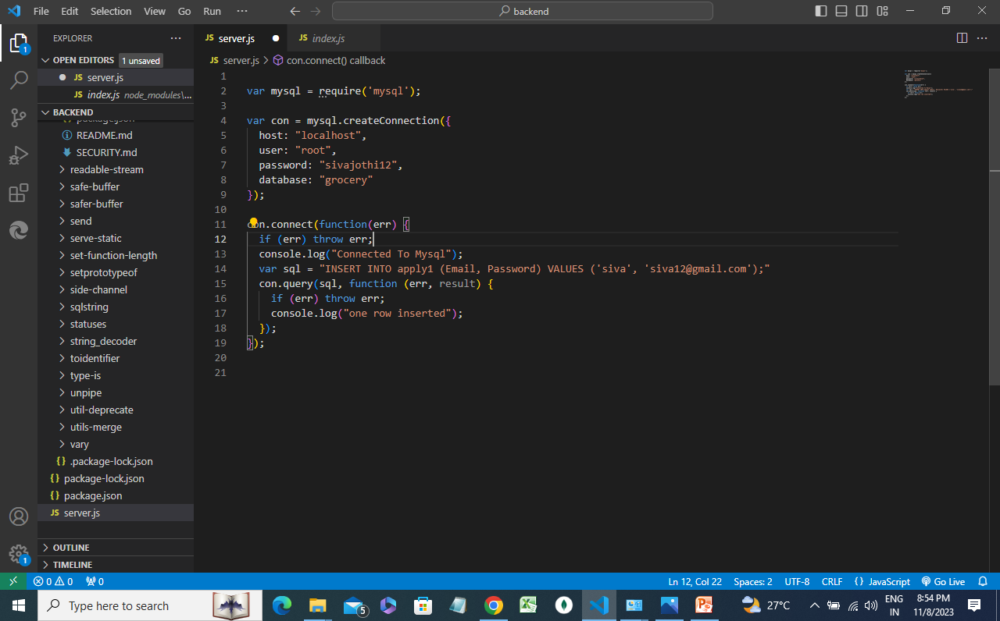 File Edit Selection View Go Run ··· backend
EXPLORER ···
OPEN EDITORS 1 unsaved
JS server.js
JS index.js node_modules\...
BACKEND
package.json
README.md
SECURITY.md
readable-stream
safe-buffer
safer-buffer
send
serve-static
set-function-length
setprototypeof
side-channel
sqlstring
statuses
string_decoder
toidentifier
type-is
unpipe
util-deprecate
utils-merge
vary
{} .package-lock.json
{} package-lock.json
{} package.json
JS server.js
OUTLINE
TIMELINE
1
1
JS server.js JS index.js ···
JS server.js > con.connect() callback
1
2 var mysql = require('mysql');
3
4 var con = mysql.createConnection({
5 host: "localhost",
6 user: "root",
7 password: "sivajothi12",
8 database: "grocery"
9 });
10
11 con.connect(function(err) {
12 if (err) throw err;
13 console.log("Connected To Mysql");
14 var sql = "INSERT INTO apply1 (Email, Password) VALUES ('siva', 'siva12@gmail.com');"
15 con.query(sql, function (err, result) {
16 if (err) throw err;
17 console.log("one row inserted");
18 });
19 });
20
21
0 0 0 Ln 12, Col 22 Spaces: 2 UTF-8 CRLF {} JavaScript Go Live
Type here to search 5 27°C ENG IN 8:54 PM 11/8/2023